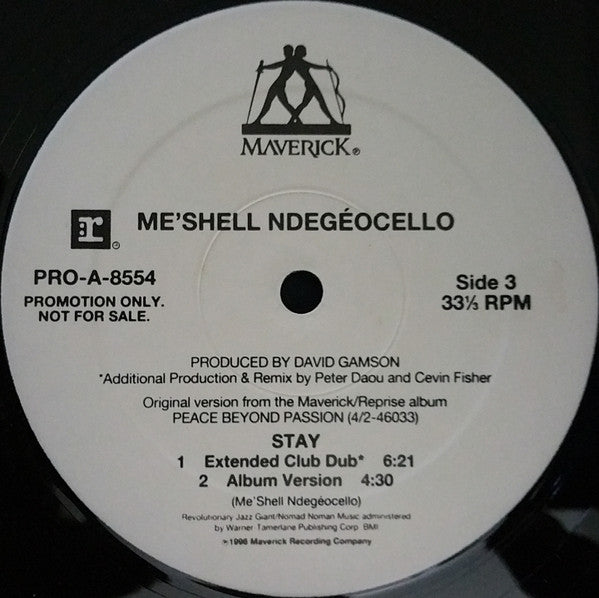 MAVERICK®
r ®
ME'SHELL NDEGÉOCELLO
PRO-A-8554
PROMOTION ONLY.
NOT FOR SALE.
Side 3
33⅓ RPM
PRODUCED BY DAVID GAMSON
*Additional Production & Remix by Peter Daou and Cevin Fisher
Original version from the Maverick/Reprise album
PEACE BEYOND PASSION (4/2-46033)
STAY
1 Extended Club Dub* 6:21
2 Album Version 4:30
(Me'Shell Ndegéocello)
Revolutionary Jazz Giant/Nomad Noman Music administered
by Warner Tamerlane Publishing Corp BMI
℗1996 Maverick Recording Company